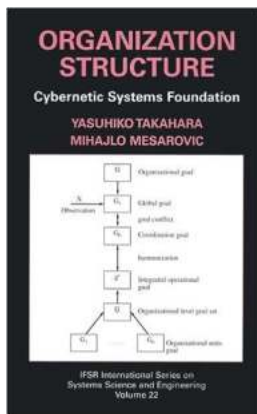 ORGANIZATION
STRUCTURE
Cybernetic Systems Foundation
YASUHIKO TAKAHARA
MIHAJLO MESAROVIC
Organizational goal
Global goal
Observation
goal conflict
Coordination goal
harmonization
Integrated operational
goal
Organizational level goal set
Organizational units
goal
IFSR International Series on
Systems Science and Engineering
Volume 22